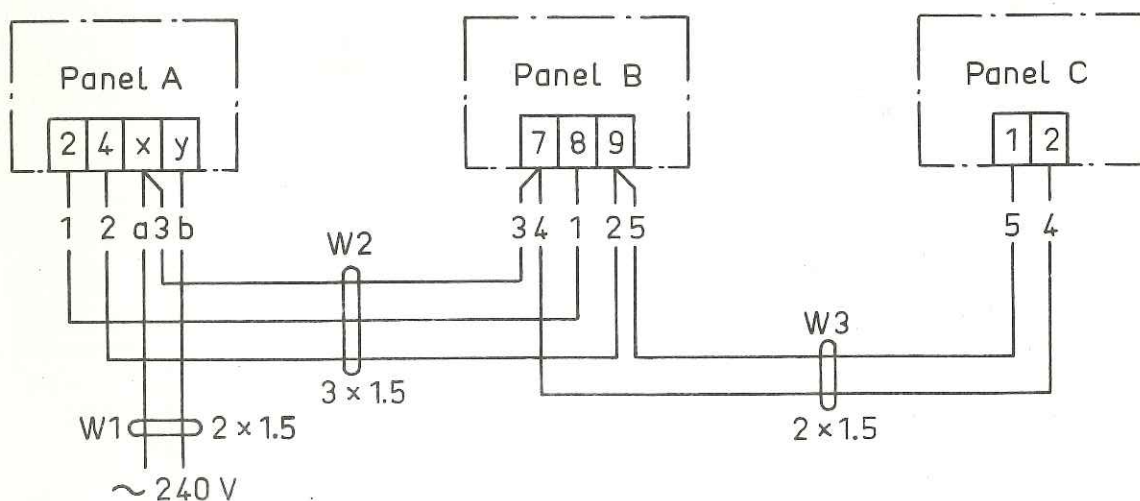 Panel A
Panel B
Panel C
2 4 x y
7 8 9
1 2
1 2 a 3 b
3 4 1 2 5
5 4
W2
W3
3 × 1.5
W1
2 × 1.5
2 × 1.5
~ 240 V